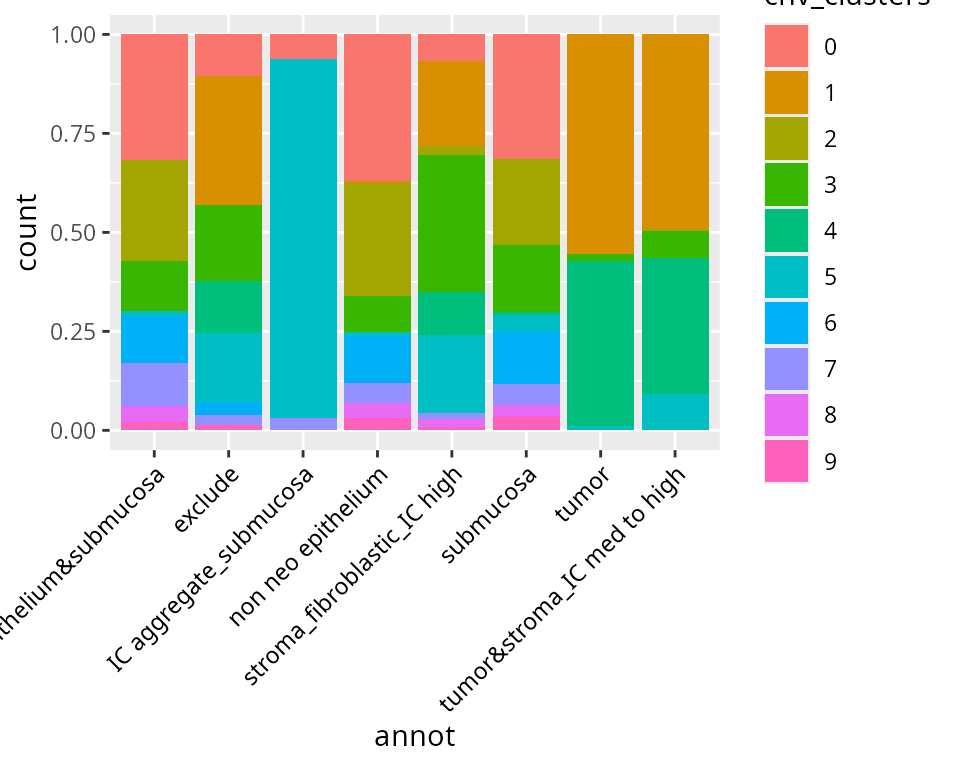 1.00
0.75
0.50
0.25
0.00
count
thelium&submucosa
exclude
IC aggregate_submucosa
non neo epithelium
stroma_fibroblastic_IC high
submucosa
tumor
tumor&stroma_IC med to high
annot
cnv_clusters
0
1
2
3
4
5
6
7
8
9